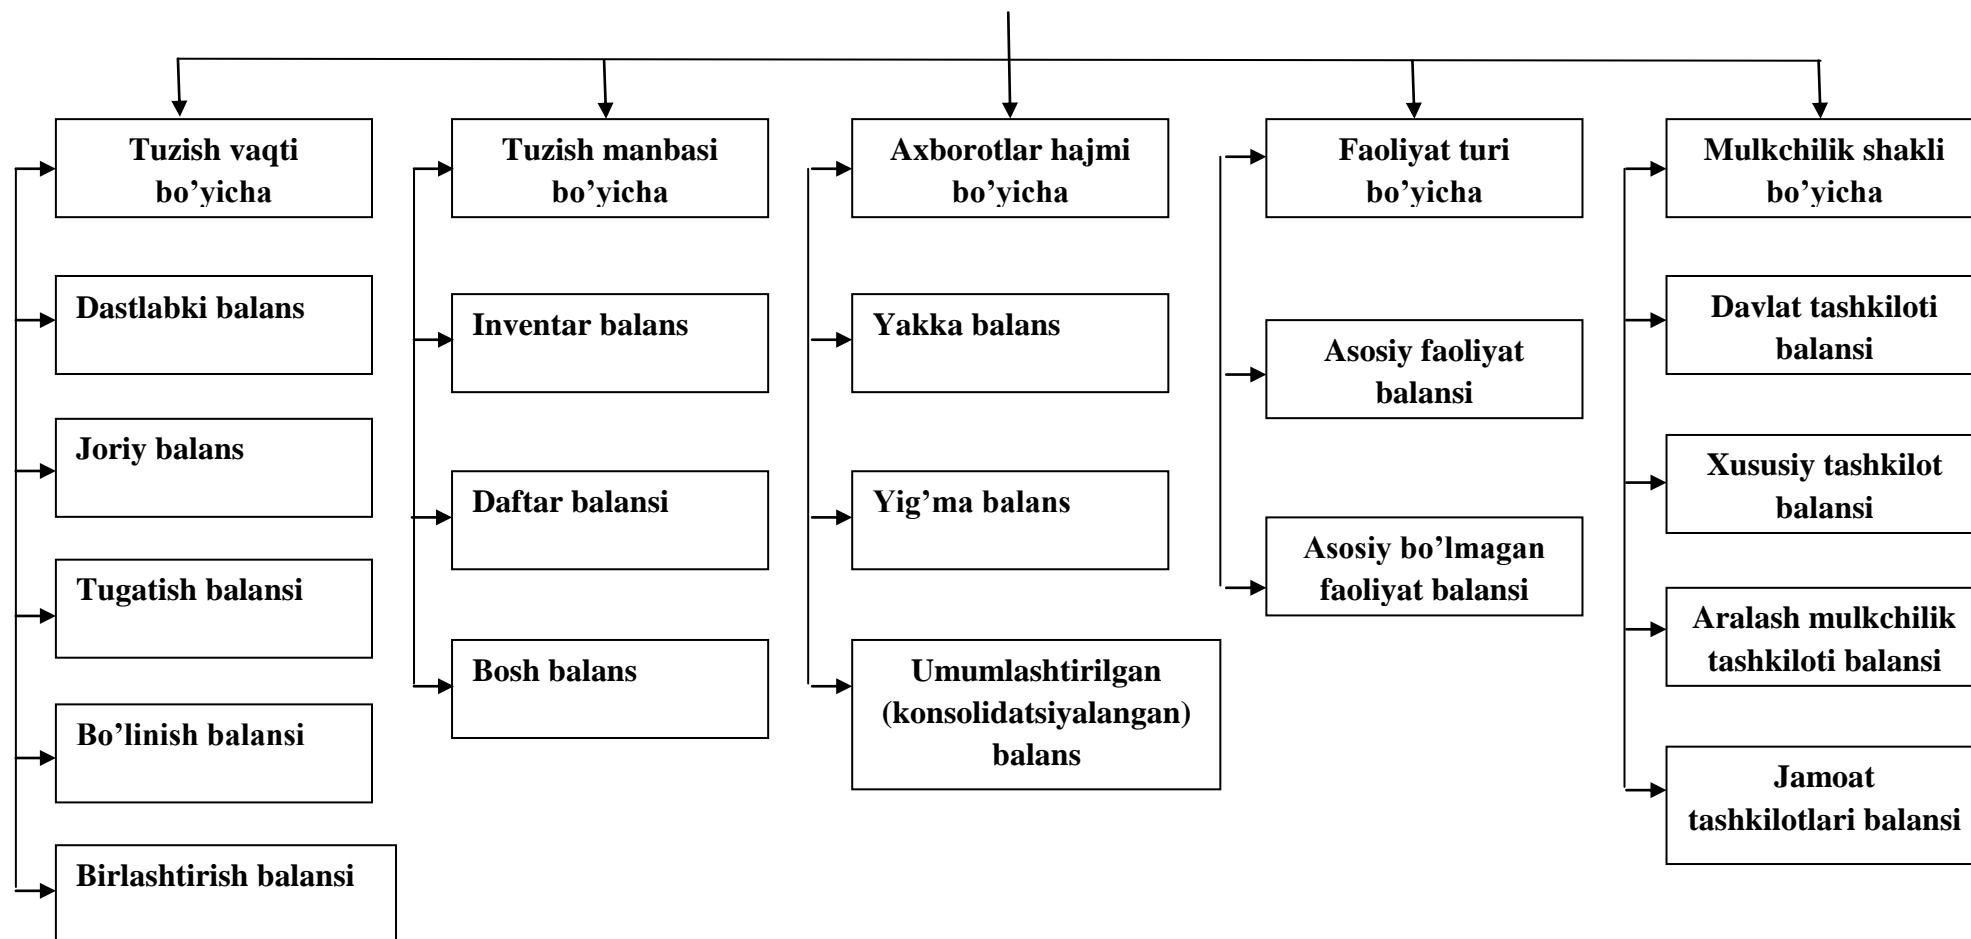 Tuzish vaqti
bo’yicha
Dastlabki balans
Joriy balans
Tugatish balansi
Bo’linish balansi
Birlashtirish balansi
Tuzish manbasi
bo’yicha
Inventar balans
Daftar balansi
Bosh balans
Axborotlar hajmi
bo’yicha
Yakka balans
Yig’ma balans
Umumlashtirilgan
(konsolidatsiyalangan)
balans
Faoliyat turi
bo’yicha
Asosiy faoliyat
balansi
Asosiy bo’lmagan
faoliyat balansi
Mulkchilik shakli
bo’yicha
Davlat tashkiloti
balansi
Xususiy tashkilot
balansi
Aralash mulkchilik
tashkiloti balansi
Jamoat
tashkilotlari balansi